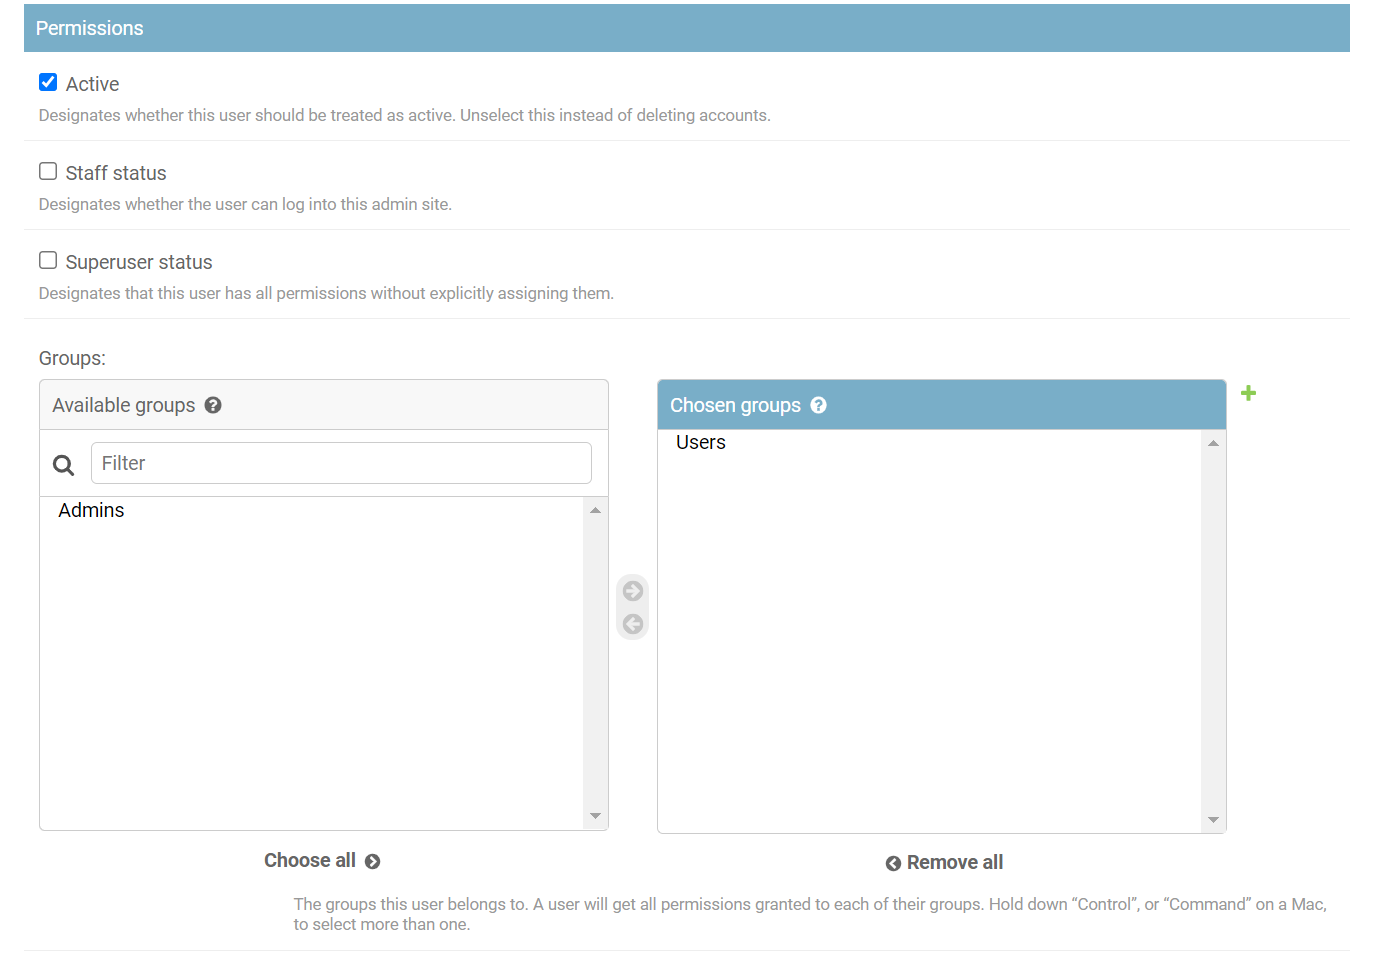 Permissions
Active
Designates whether this user should be treated as active. Unselect this instead of deleting accounts.
Staff status
Designates whether the user can log into this admin site.
Superuser status
Designates that this user has all permissions without explicitly assigning them.
Groups:
Available groups ?
Filter
Admins
Choose all
Chosen groups ?
Users
Remove all
The groups this user belongs to. A user will get all permissions granted to each of their groups. Hold down “Control”, or “Command” on a Mac,
to select more than one.